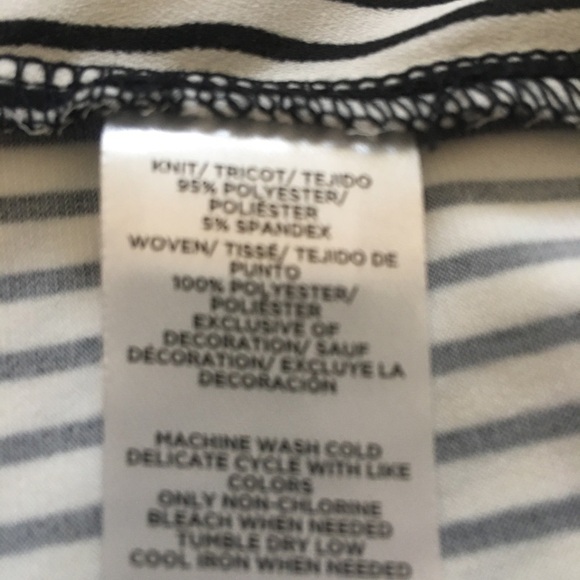 KNIT/ TRICOT/ TEJIDO
95% POLYESTER/
POLIÉSTER
5% SPANDEX
WOVEN/ TISSÉ/ TEJIDO DE
PUNTO
100% POLYESTER/
POLIÉSTER
EXCLUSIVE OF
DECORATION/ SAUF
DÉCORATION/ EXCLUYE LA
DECORACIÓN
MACHINE WASH COLD
DELICATE CYCLE WITH LIKE
COLORS
ONLY NON-CHLORINE
BLEACH WHEN NEEDED
TUMBLE DRY LOW
COOL IRON WHEN NEEDED